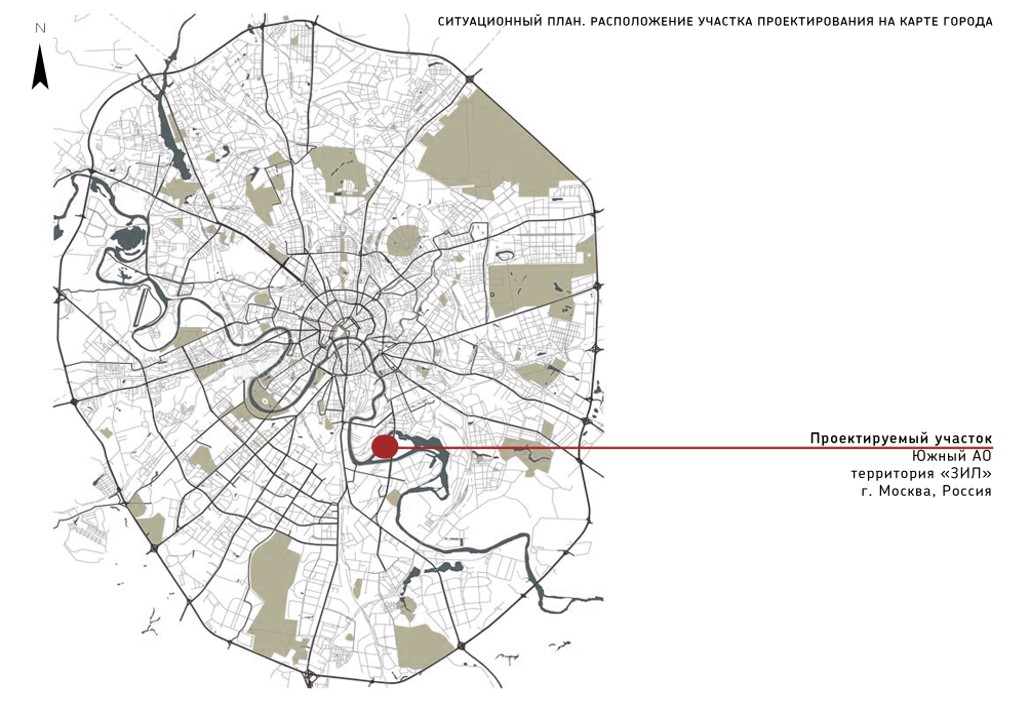 N
СИТУАЦИОННЫЙ ПЛАН. РАСПОЛОЖЕНИЕ УЧАСТКА ПРОЕКТИРОВАНИЯ НА КАРТЕ ГОРОДА
Проектируемый участок
Южный АО
территория «ЗИЛ»
г. Москва, Россия